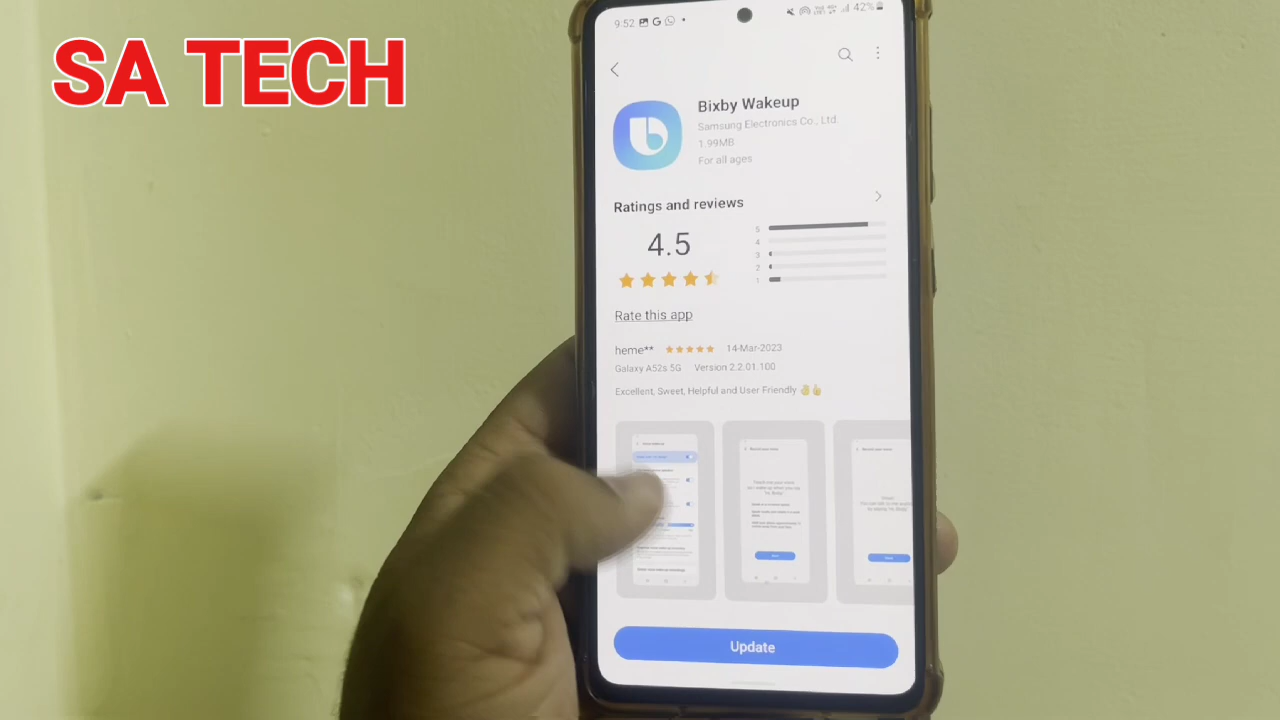 SA TECH
9:52
42%
Bixby Wakeup
Samsung Electronics Co., Ltd.
1.99MB
For all ages
Ratings and reviews
4.5
5
4
3
2
1
Rate this app
heme** 14-Mar-2023
Galaxy A52s 5G Version 2.2.01.100
Excellent, Sweet, Helpful and User Friendly 👌👍
Update